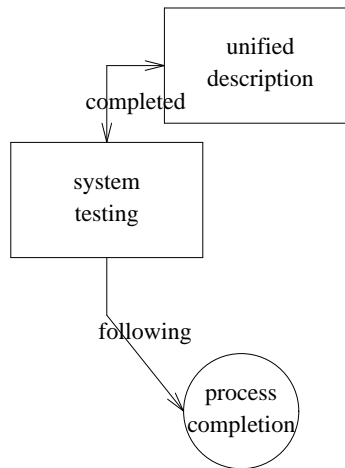 unified
description
completed
system
testing
following
process
completion